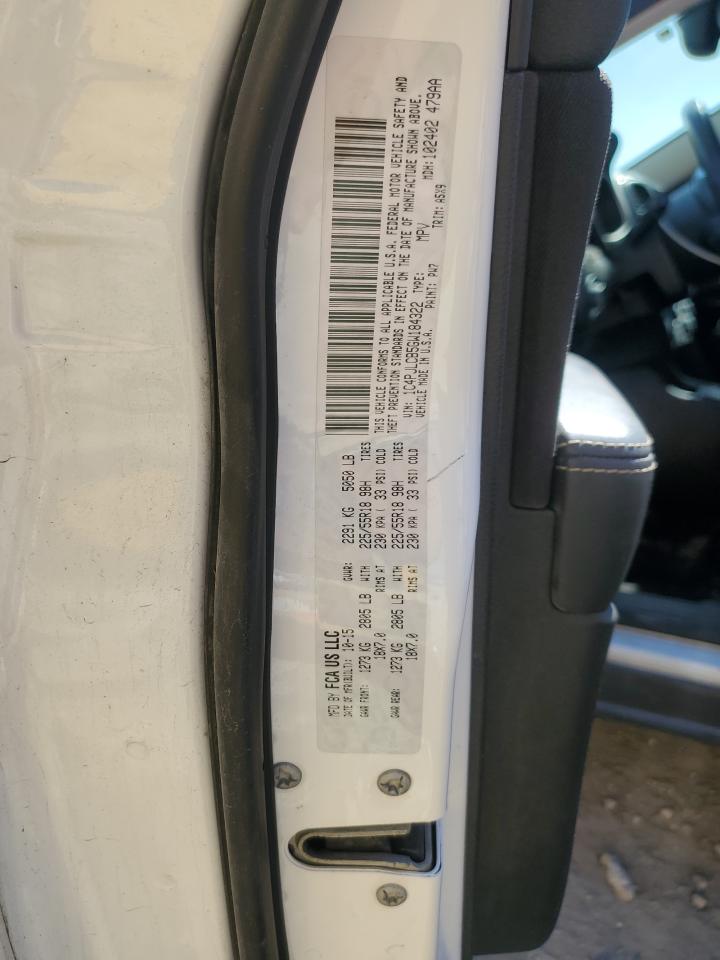 MFD BY FCA US LLC
DATE OF MFR(BUILT): 10-15 GVWR: 2291 KG 5050 LB
GAWR FRONT: 1273 KG 2805 LB WITH 225/55R18 98H TIRES
18X7.0 RIMS AT 230 KPA ( 33 PSI) COLD
GAWR REAR: 1273 KG 2805 LB WITH 225/55R18 98H TIRES
18X7.0 RIMS AT 230 KPA ( 33 PSI) COLD
THIS VEHICLE CONFORMS TO ALL APPLICABLE U.S.A. FEDERAL MOTOR VEHICLE SAFETY AND
THEFT PREVENTION STANDARDS IN EFFECT ON THE DATE OF MANUFACTURE SHOWN ABOVE.
VIN: 1C4PJLCB5GW184322 TYPE: MPV MDH: 102402 479AA
VEHICLE MADE IN U.S.A. PAINT: PW7 TRIM: A5X9